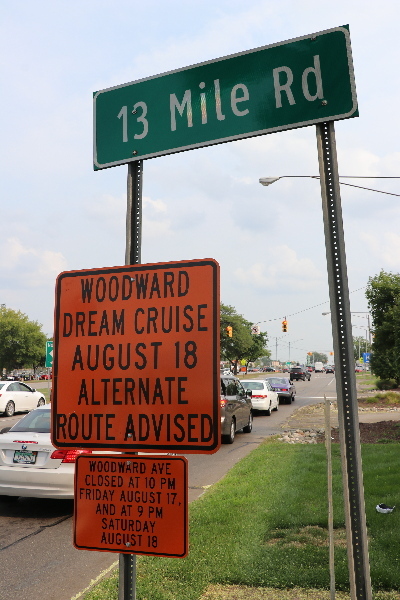 13 Mile Rd
WOODWARD
DREAM CRUISE
AUGUST 18
ALTERNATE
ROUTE ADVISED
WOODWARD AVE
CLOSED AT 10 PM
FRIDAY AUGUST 17,
AND AT 9 PM
SATURDAY
AUGUST 18